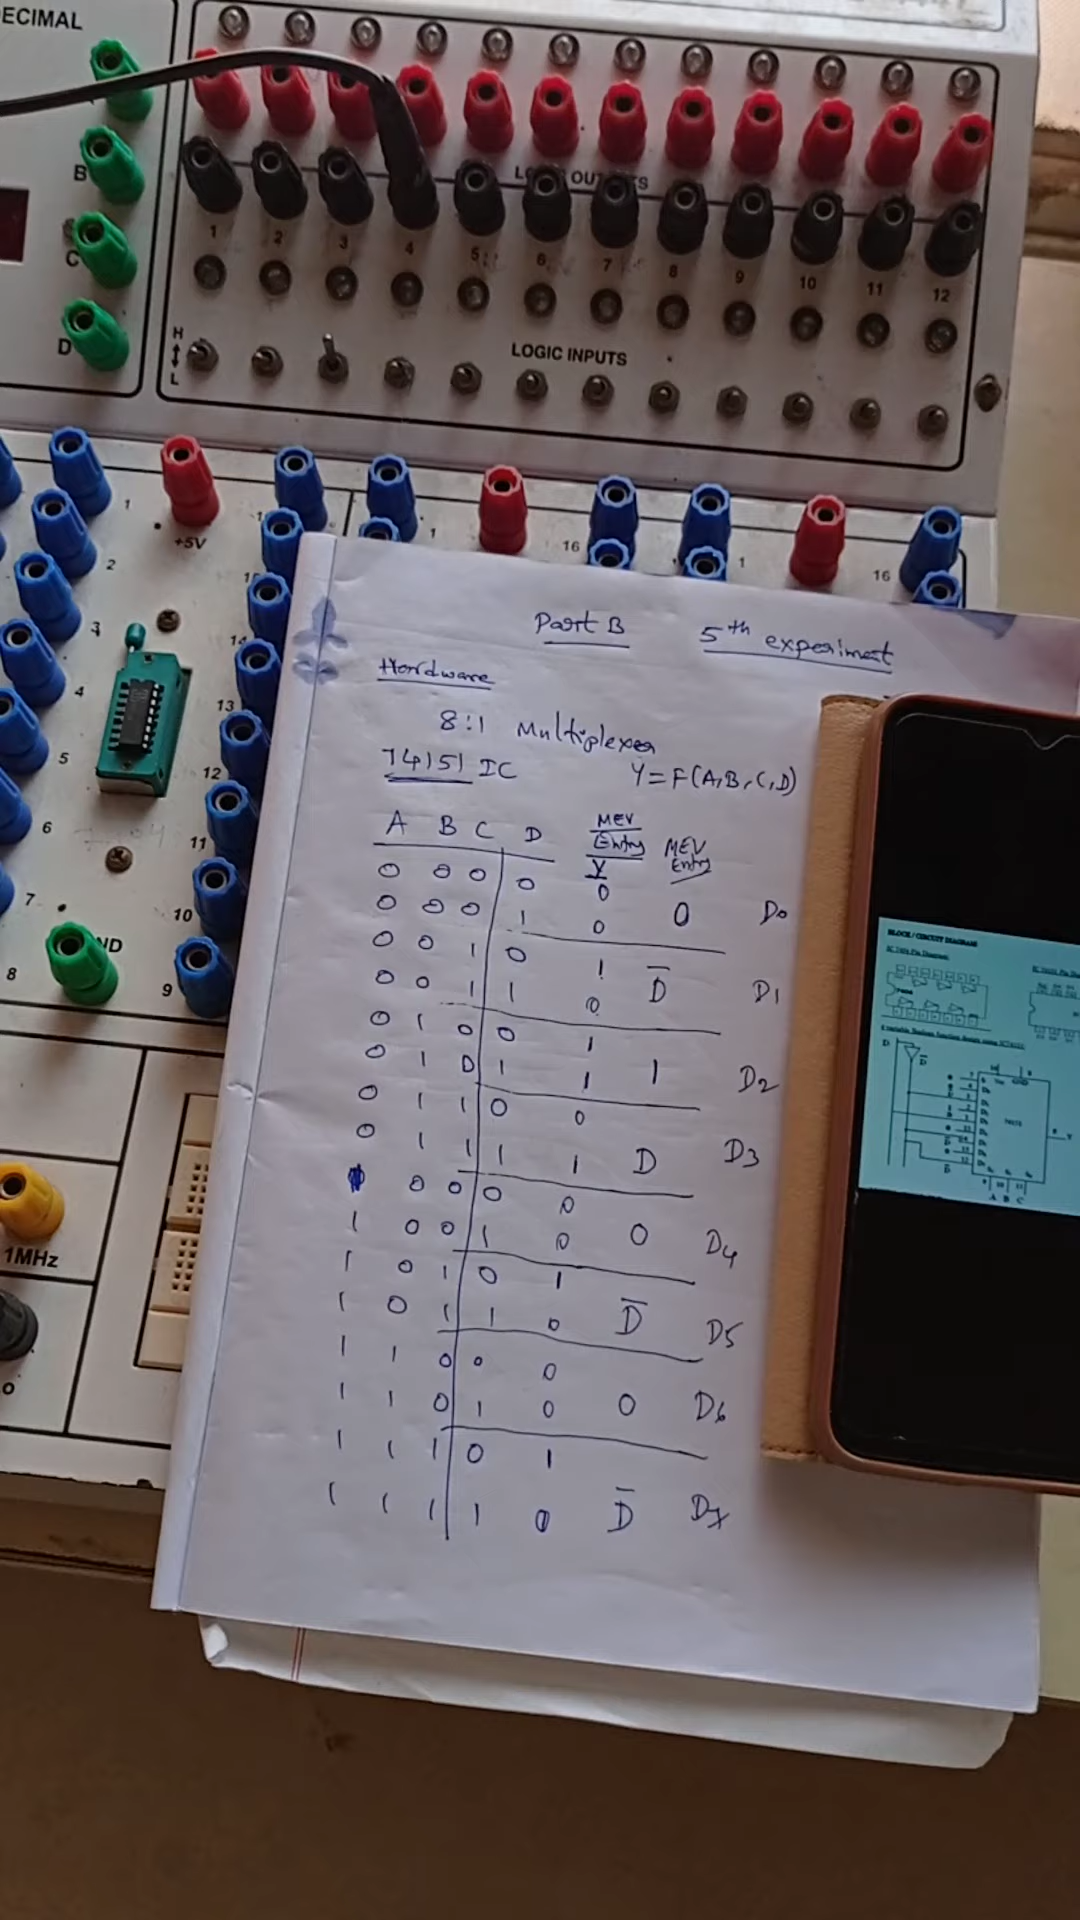 ECIMAL
B
C
D
1 2 3 4 5 6 7 8 9 10 11 12
H
L
LOGIC INPUTS
+5V
1
2
3
4
5
6
7
8
1
16
1
16
14
13
12
11
10
9
ND
1MHz
Part B 5th experiment
Hardware
8:1 Multiplexer
74151 IC Y=F(A,B,C,D)
A B C D MEV Entry Y MEV Entry
0 0 0 0 0
0 0 0 1 0 0 D0
0 0 1 0 1
0 0 1 1 0 D̅ D1
0 1 0 0 1
0 1 0 1 1 1 D2
0 1 1 0 0
0 1 1 1 1 D D3
0 0 0 0
1 0 0 1 0 0 D4
1 0 1 0 1
1 0 1 1 0 D̅ D5
1 1 0 0 0
1 1 0 1 0 0 D6
1 1 1 0 1
1 1 1 1 0 D̅ D7
BLOCK / CIRCUIT DIAGRAM
A B C